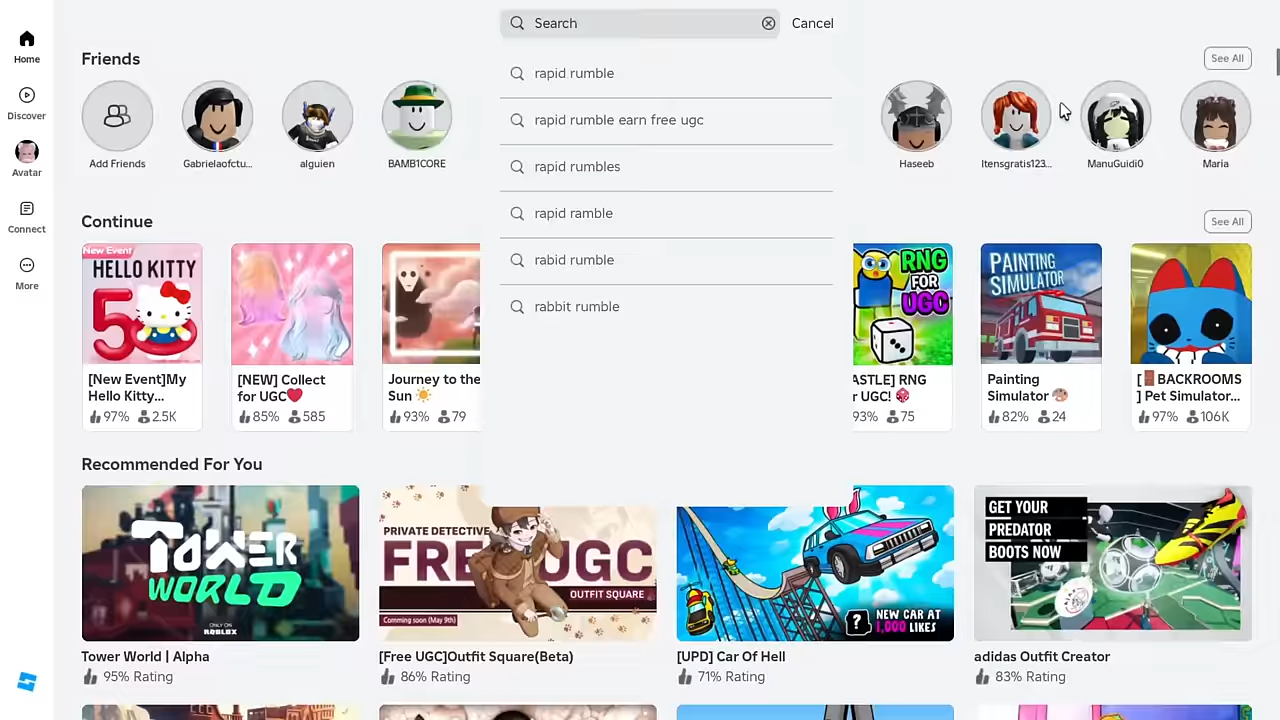 Search
Cancel
rapid rumble
rapid rumble earn free ugc
rapid rumbles
rapid ramble
rabid rumble
rabbit rumble
Home
Discover
Avatar
Connect
More
Friends
See All
Add Friends
Gabrielaofctu...
alguien
BAMB1CORE
Haseeb
Itensgratis123...
ManuGuidi0
Maria
Continue
See All
New Event
HELLO KITTY
50
[New Event]My
Hello Kitty...
97% 2.5K
[NEW] Collect
for UGC❤️
85% 585
Journey to the
Sun ☀️
93% 79
RNG
FOR
UGC
ASTLE] RNG
r UGC! 🎲
93% 75
PAINTING
SIMULATOR
Painting
Simulator 🎨
82% 24
[🚪BACKROOMS
] Pet Simulator...
97% 106K
Recommended For You
TOWER
WORLD
ONLY ON
ROBLOX
Tower World | Alpha
95% Rating
PRIVATE DETECTIVE
FREE UGC
OUTFIT SQUARE
Comming soon (May 9th)
[Free UGC]Outfit Square(Beta)
86% Rating
? NEW CAR AT
1,000 LIKES
[UPD] Car Of Hell
71% Rating
GET YOUR
PREDATOR
BOOTS NOW
adidas Outfit Creator
83% Rating